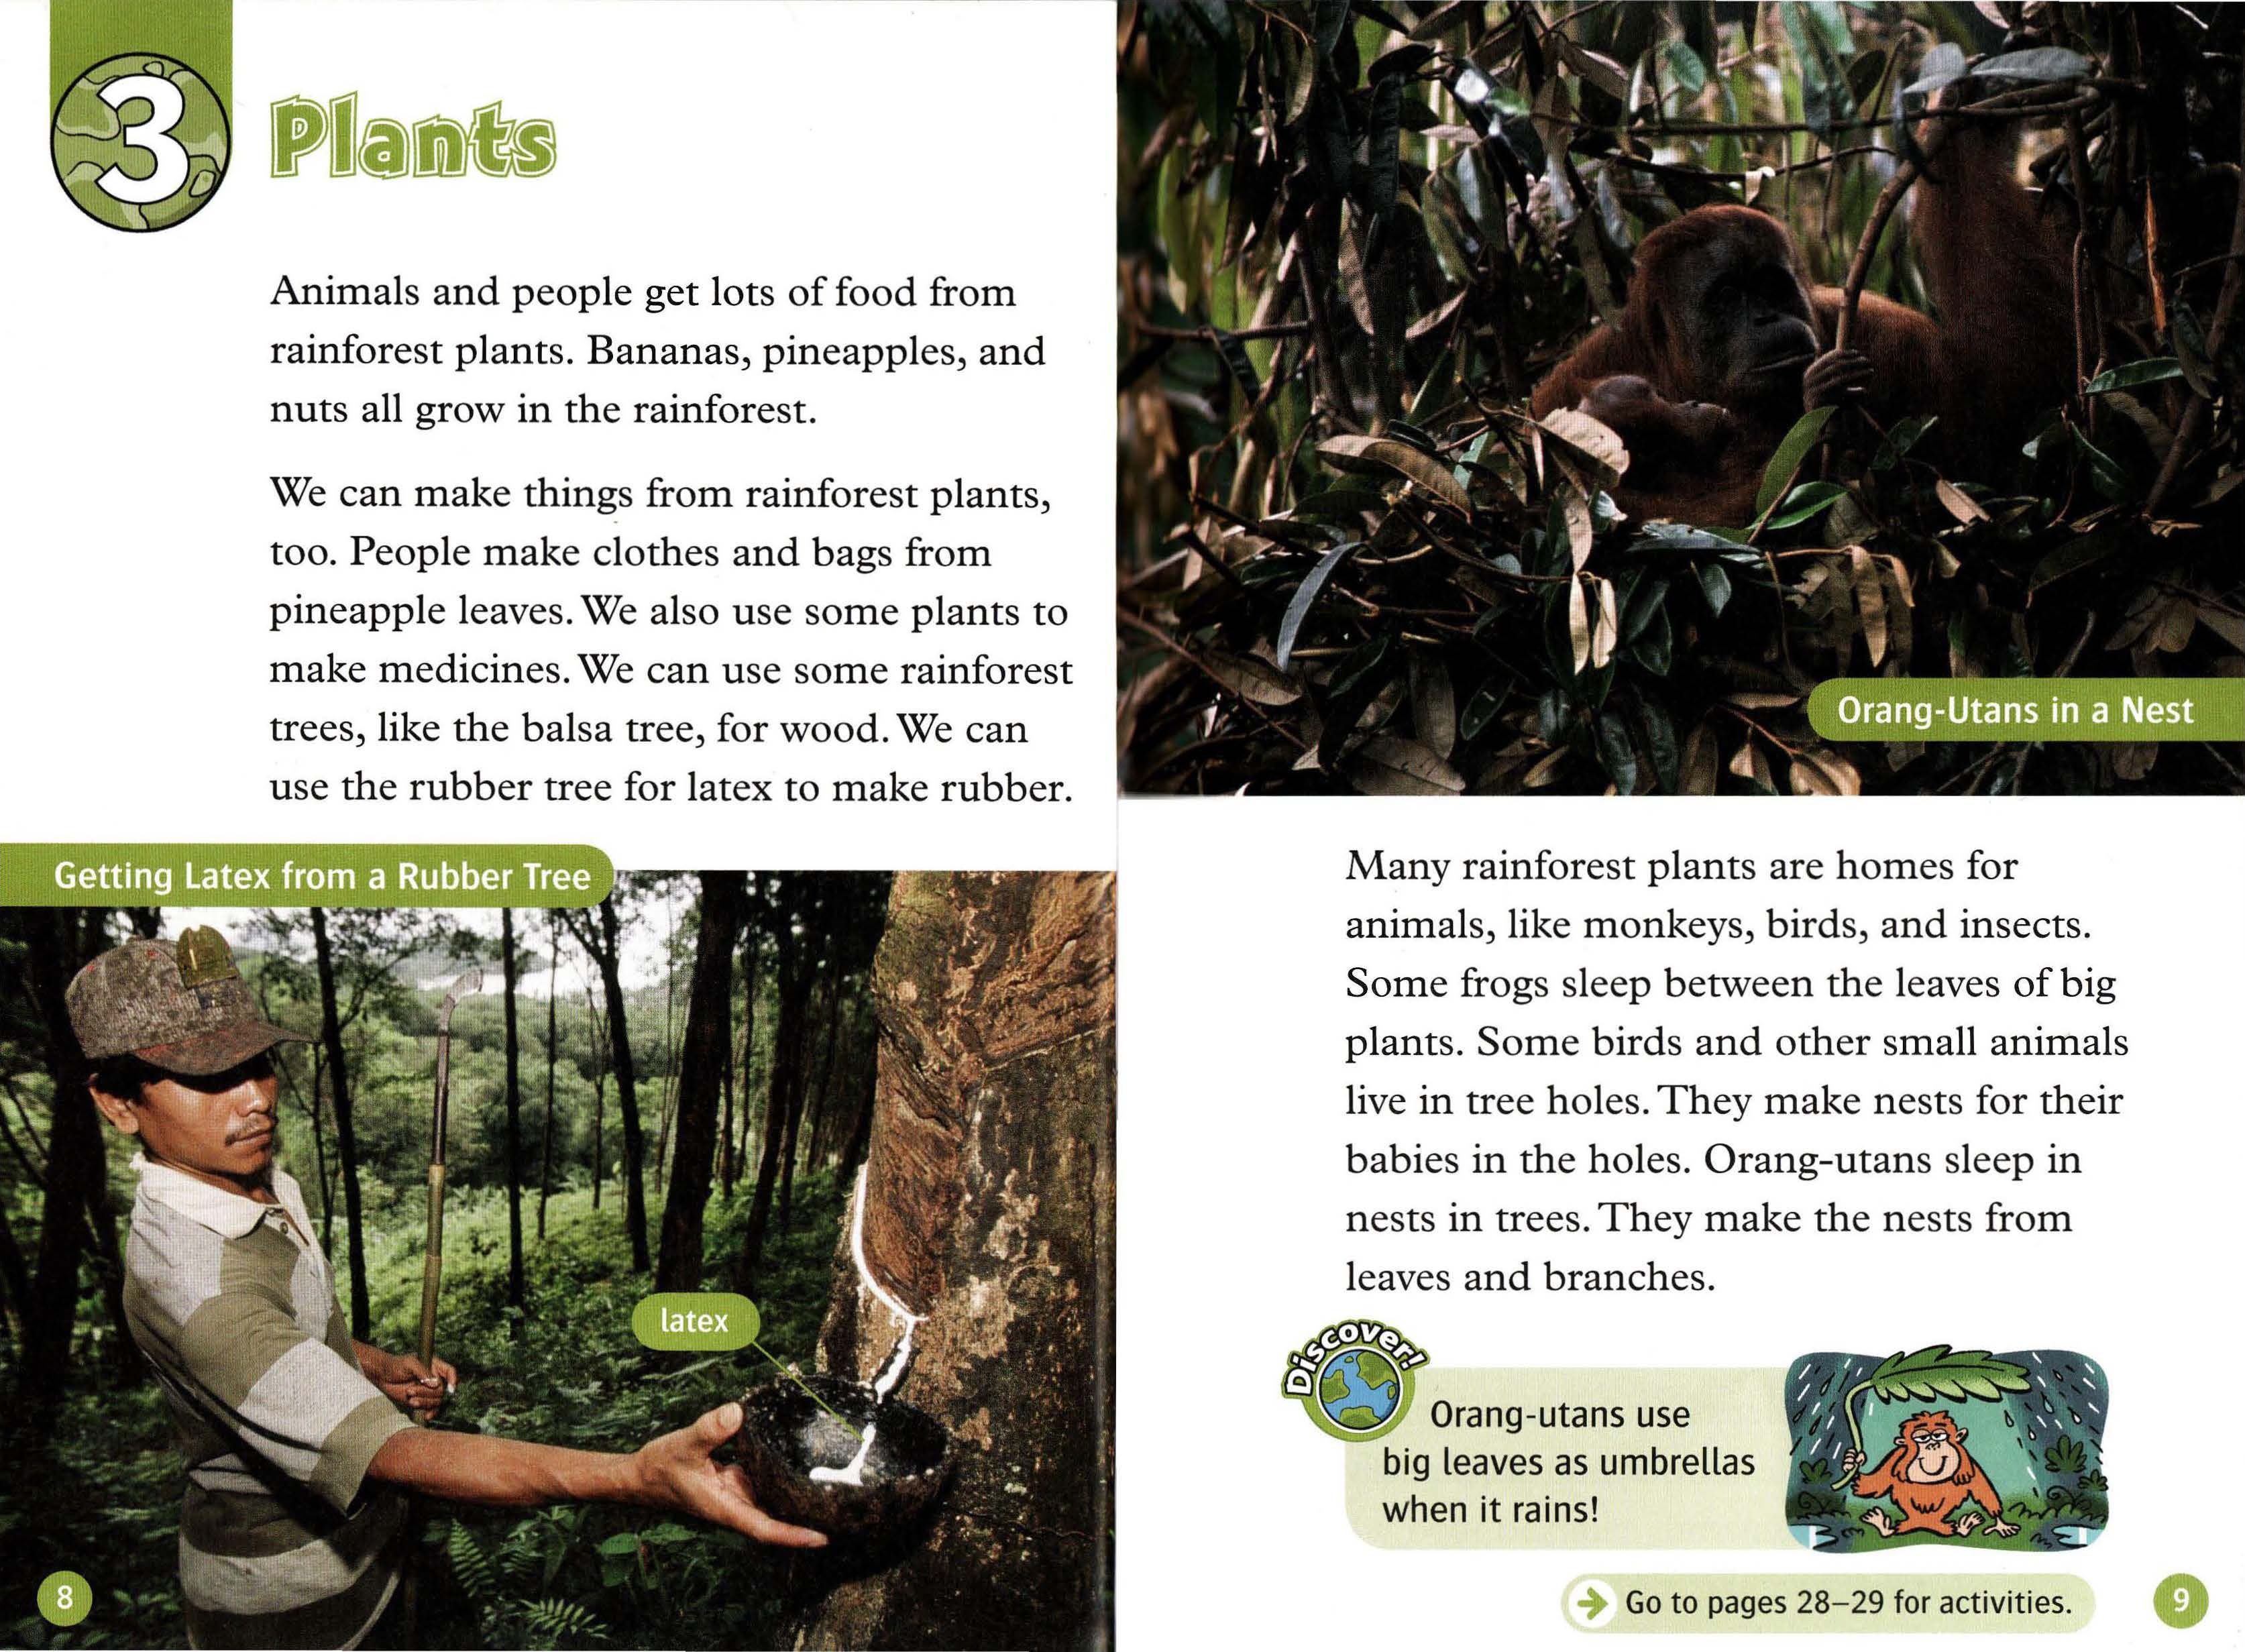 3
Plants
Animals and people get lots of food from
rainforest plants. Bananas, pineapples, and
nuts all grow in the rainforest.
We can make things from rainforest plants,
too. People make clothes and bags from
pineapple leaves. We also use some plants to
make medicines. We can use some rainforest
trees, like the balsa tree, for wood. We can
use the rubber tree for latex to make rubber.
Getting Latex from a Rubber Tree
latex
8
Orang-Utans in a Nest
Many rainforest plants are homes for
animals, like monkeys, birds, and insects.
Some frogs sleep between the leaves of big
plants. Some birds and other small animals
live in tree holes. They make nests for their
babies in the holes. Orang-utans sleep in
nests in trees. They make the nests from
leaves and branches.
Discover!
Orang-utans use
big leaves as umbrellas
when it rains!
Go to pages 28–29 for activities.
9